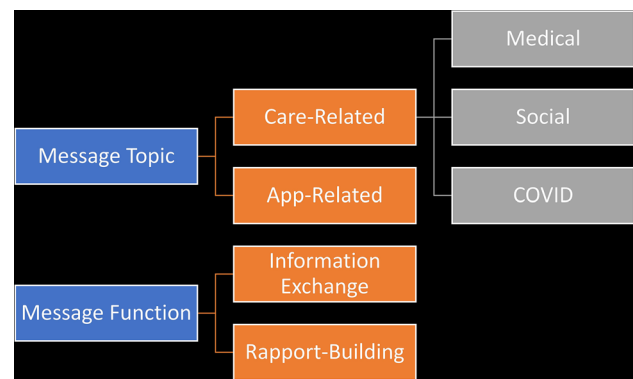 Medical
Care-Related
Social
Message Topic
App-Related
COVID
Information
Exchange
Message Function
Rapport-Building